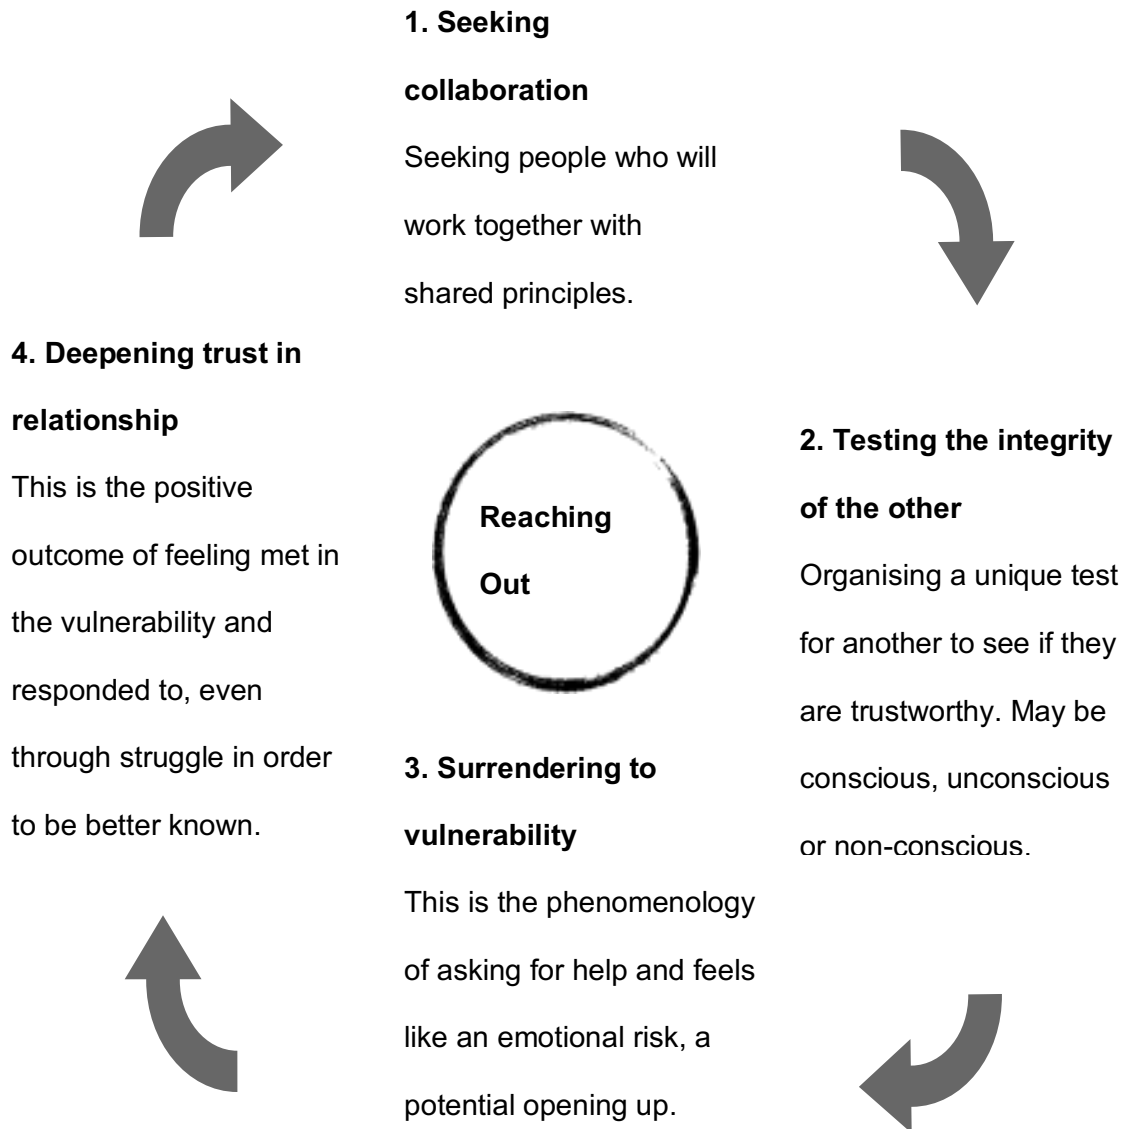 1. Seeking
collaboration
Seeking people who will
work together with
shared principles.
2. Testing the integrity
of the other
Organising a unique test
for another to see if they
are trustworthy. May be
conscious, unconscious
or non-conscious.
3. Surrendering to
vulnerability
This is the phenomenology
of asking for help and feels
like an emotional risk, a
potential opening up.
4. Deepening trust in
relationship
This is the positive
outcome of feeling met in
the vulnerability and
responded to, even
through struggle in order
to be better known.
Reaching
Out